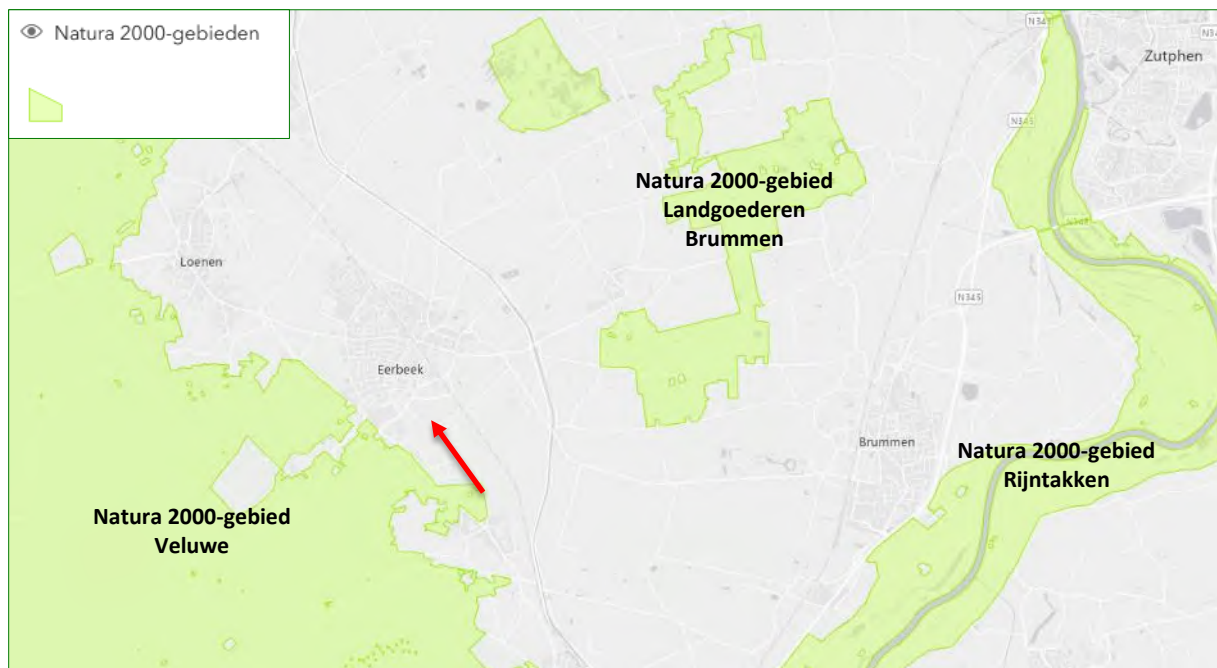 Natura 2000-gebieden
N345
Zutphen
N345
Natura 2000-gebied
Landgoederen
Brummen
Loenen
N345
Eerbeek
Brummen
Natura 2000-gebied
Rijntakken
Natura 2000-gebied
Veluwe